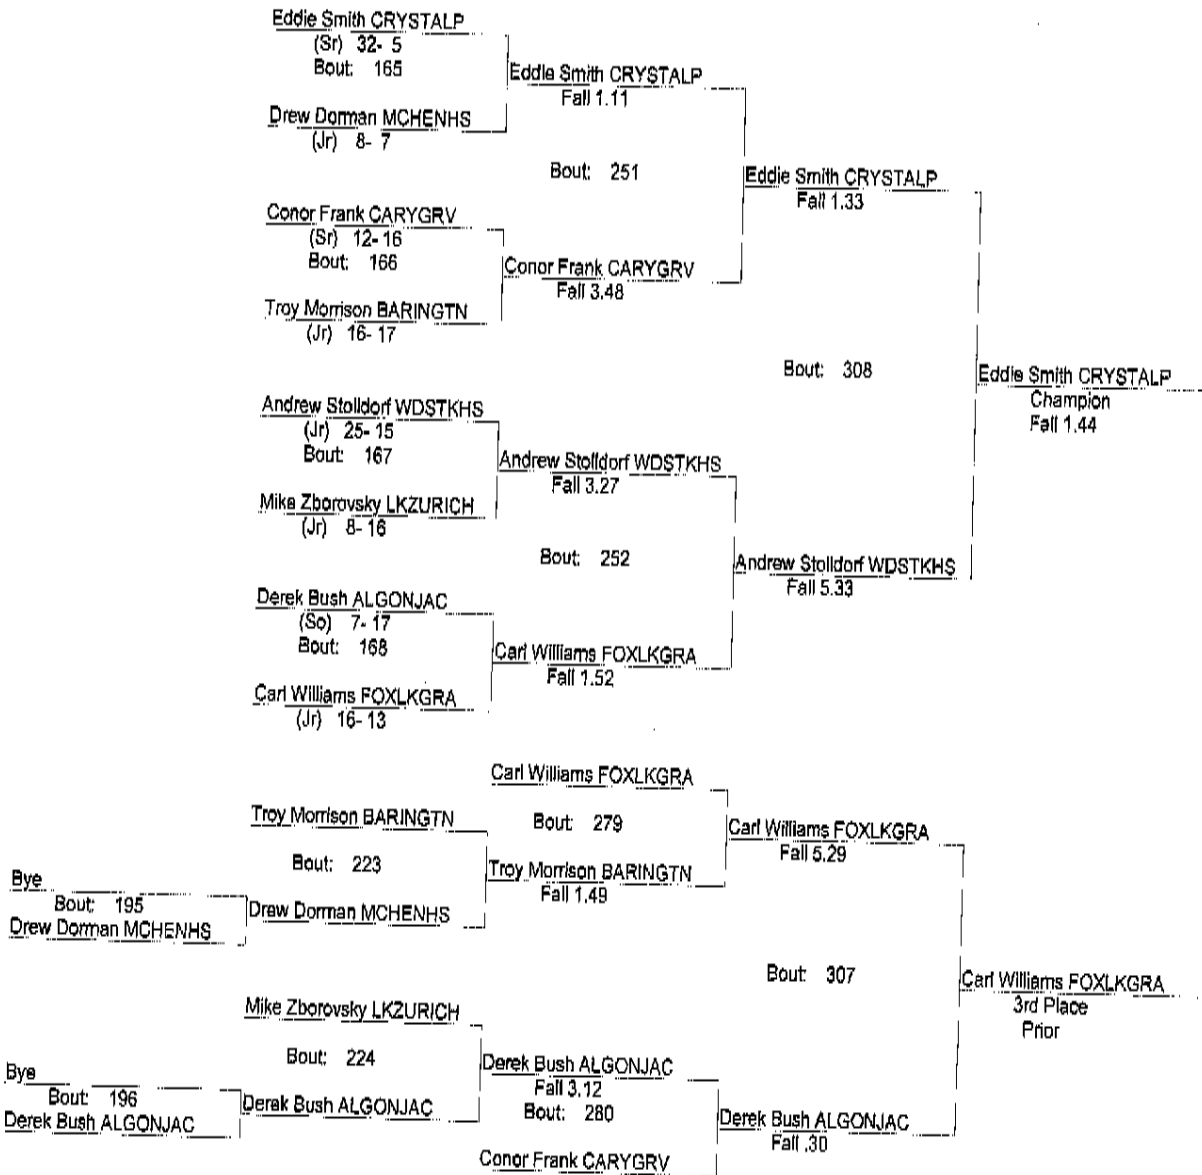 Eddie Smith CRYSTALP
(Sr) 32- 5
Bout: 165
Drew Dorman MCHENHS
(Jr) 8- 7
Eddie Smith CRYSTALP
Fall 1.11
Bout: 251
Conor Frank CARYGRV
(Sr) 12- 16
Bout: 166
Troy Morrison BARINGTN
(Jr) 16- 17
Conor Frank CARYGRV
Fall 3.48
Eddie Smith CRYSTALP
Fall 1.33
Bout: 308
Andrew Stolldorf WDSTKHS
(Jr) 25- 15
Bout: 167
Mike Zborovsky LKZURICH
(Jr) 8- 16
Andrew Stolldorf WDSTKHS
Fall 3.27
Bout: 252
Derek Bush ALGONJAC
(So) 7- 17
Bout: 168
Carl Williams FOXLKGRA
(Jr) 16- 13
Carl Williams FOXLKGRA
Fall 1.52
Andrew Stolldorf WDSTKHS
Fall 5.33
Eddie Smith CRYSTALP
Champion
Fall 1.44
Carl Williams FOXLKGRA
Bout: 279
Troy Morrison BARINGTN
Bout: 223
Bye
Bout: 195
Drew Dorman MCHENHS
Drew Dorman MCHENHS
Troy Morrison BARINGTN
Fall 1.49
Carl Williams FOXLKGRA
Fall 5.29
Bout: 307
Mike Zborovsky LKZURICH
Bout: 224
Bye
Bout: 196
Derek Bush ALGONJAC
Derek Bush ALGONJAC
Derek Bush ALGONJAC
Fall 3.12
Bout: 280
Conor Frank CARYGRV
Derek Bush ALGONJAC
Fall .30
Carl Williams FOXLKGRA
3rd Place
Prior